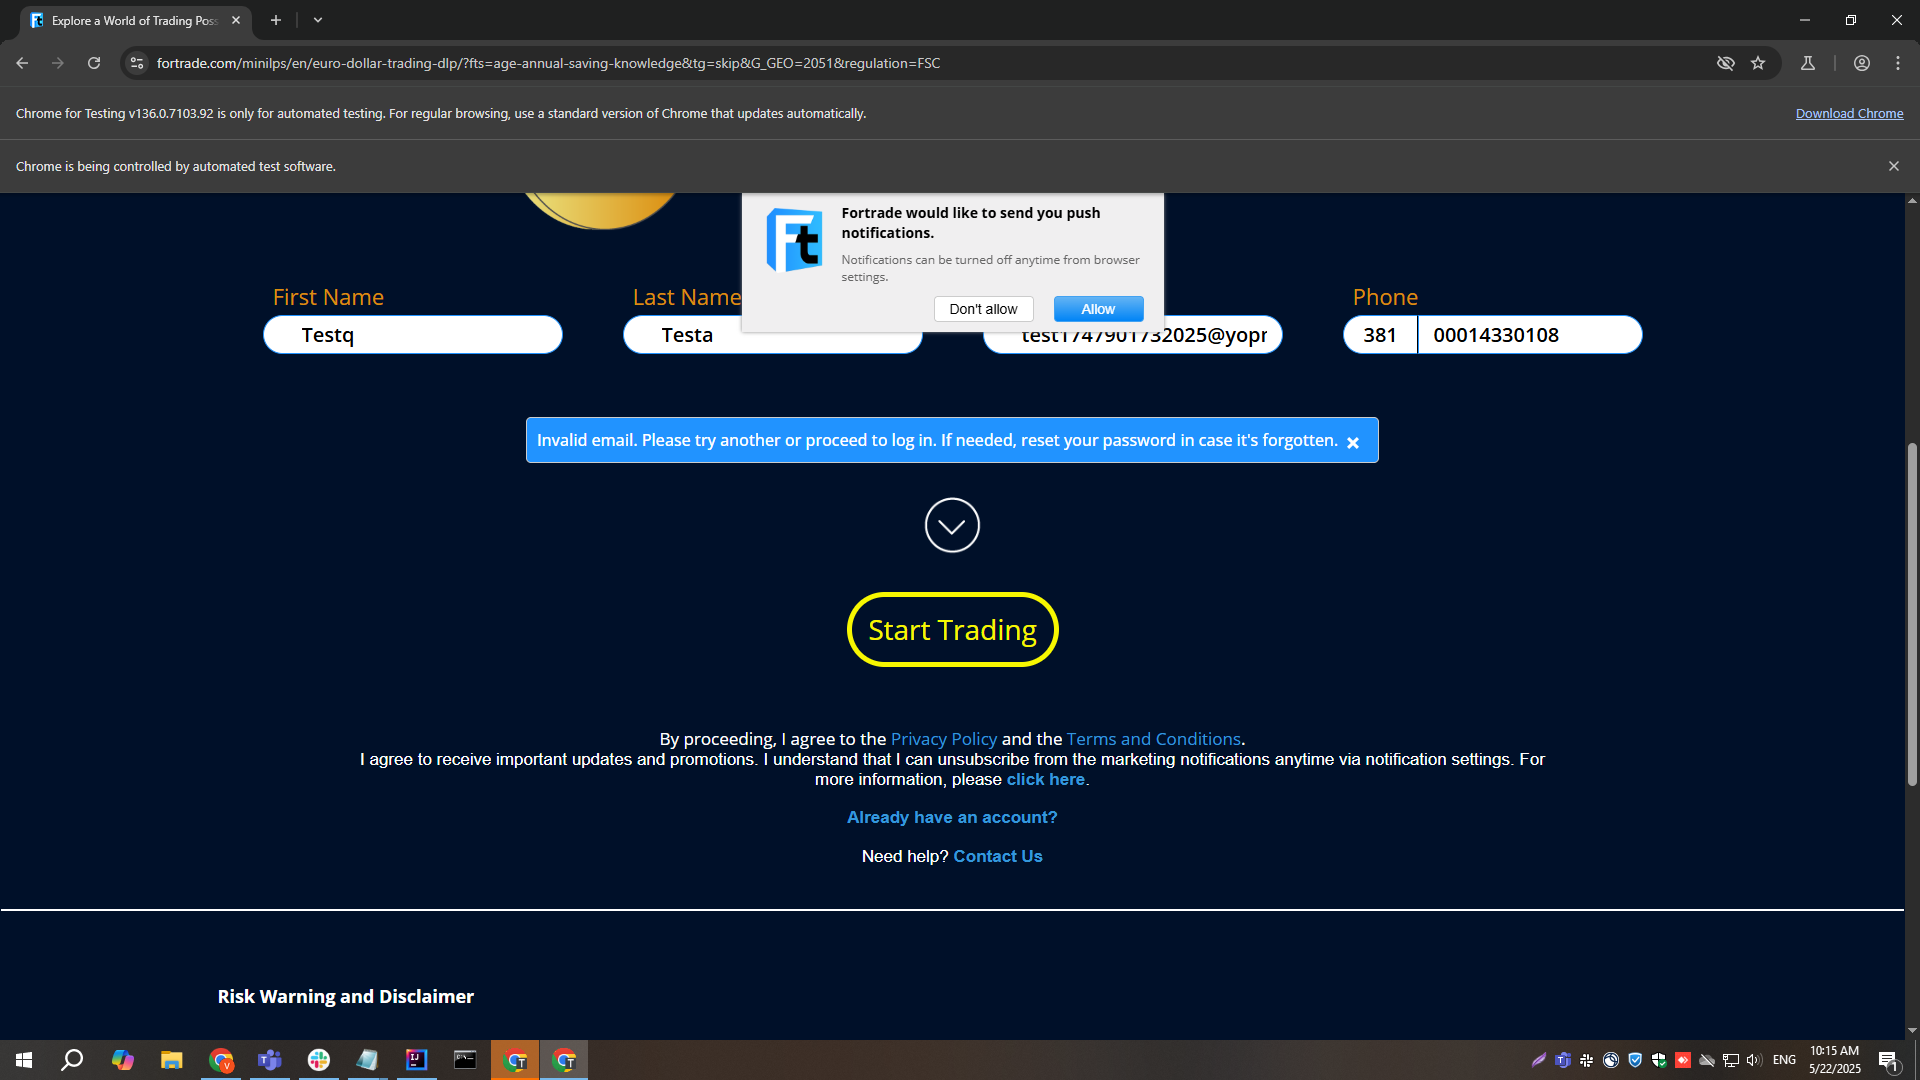 Explore a World of Trading Poss
fortrade.com/minilps/en/euro-dollar-trading-dlp/?fts=age-annual-saving-knowledge&tg=skip&G_GEO=2051&regulation=FSC
Chrome for Testing v136.0.7103.92 is only for automated testing. For regular browsing, use a standard version of Chrome that updates automatically.
Download Chrome
Chrome is being controlled by automated test software.
Ft
Fortrade would like to send you push
notifications.
Notifications can be turned off anytime from browser
settings.
Don't allow
Allow
First Name
Last Name
Phone
Testq
Testa
test1747901732025@yopr
381
00014330108
Invalid email. Please try another or proceed to log in. If needed, reset your password in case it's forgotten. ×
Start Trading
By proceeding, I agree to the Privacy Policy and the Terms and Conditions.
I agree to receive important updates and promotions. I understand that I can unsubscribe from the marketing notifications anytime via notification settings. For
more information, please click here.
Already have an account?
Need help? Contact Us
Risk Warning and Disclaimer
ENG
10:15 AM
5/22/2025
1